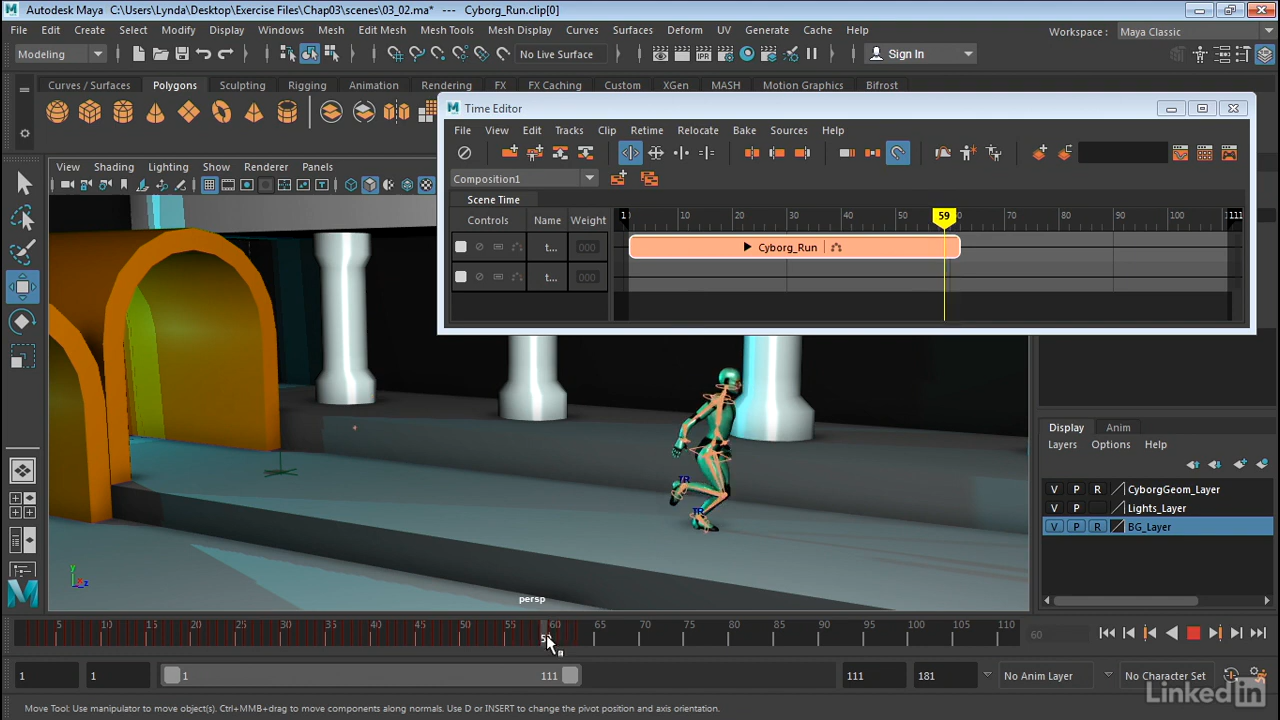 Autodesk Maya C:\Users\Lynda\Desktop\Exercise Files\Chap03\scenes\03_02.ma* --- Cyborg_Run.clip[0]
File Edit Create Select Modify Display Windows Mesh Edit Mesh Mesh Tools Mesh Display Curves Surfaces Deform UV Generate Cache Help Workspace : Maya Classic
Modeling No Live Surface Sign In
Curves / Surfaces Polygons Sculpting Rigging Animation Rendering FX FX Caching Custom XGen MASH Motion Graphics Bifrost
Time Editor
File View Edit Tracks Clip Retime Relocate Bake Sources Help
View Shading Lighting Show Renderer Panels
Composition1
Scene Time
Controls Name Weight
1 10 20 30 40 50 59 70 80 90 100 111
t... 000 Cyborg_Run
t... 000
TR
TR
Display Anim
Layers Options Help
V P R CyborgGeom_Layer
V P Lights_Layer
V P R BG_Layer
y
z
persp
5 10 15 20 25 30 35 40 45 50 55 60 65 70 75 80 85 90 95 100 105 110
60
1 1 1 111 111 181 No Anim Layer No Character Set
Move Tool: Use manipulator to move object(s). Ctrl+MMB+drag to move components along normals. Use D or INSERT to change the pivot position and axis orientation.
LinkedIn